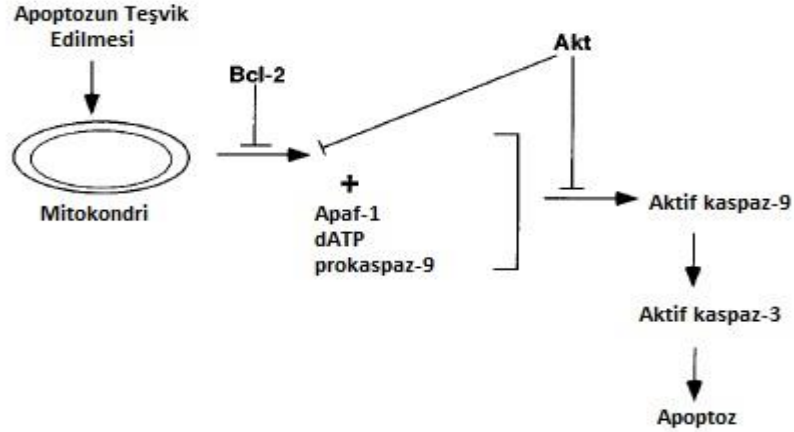 Apoptozun Teşvik
Edilmesi
Bcl-2
Akt
Mitokondri
+
Apaf-1
dATP
prokaspaz-9
Aktif kaspaz-9
Aktif kaspaz-3
Apoptoz